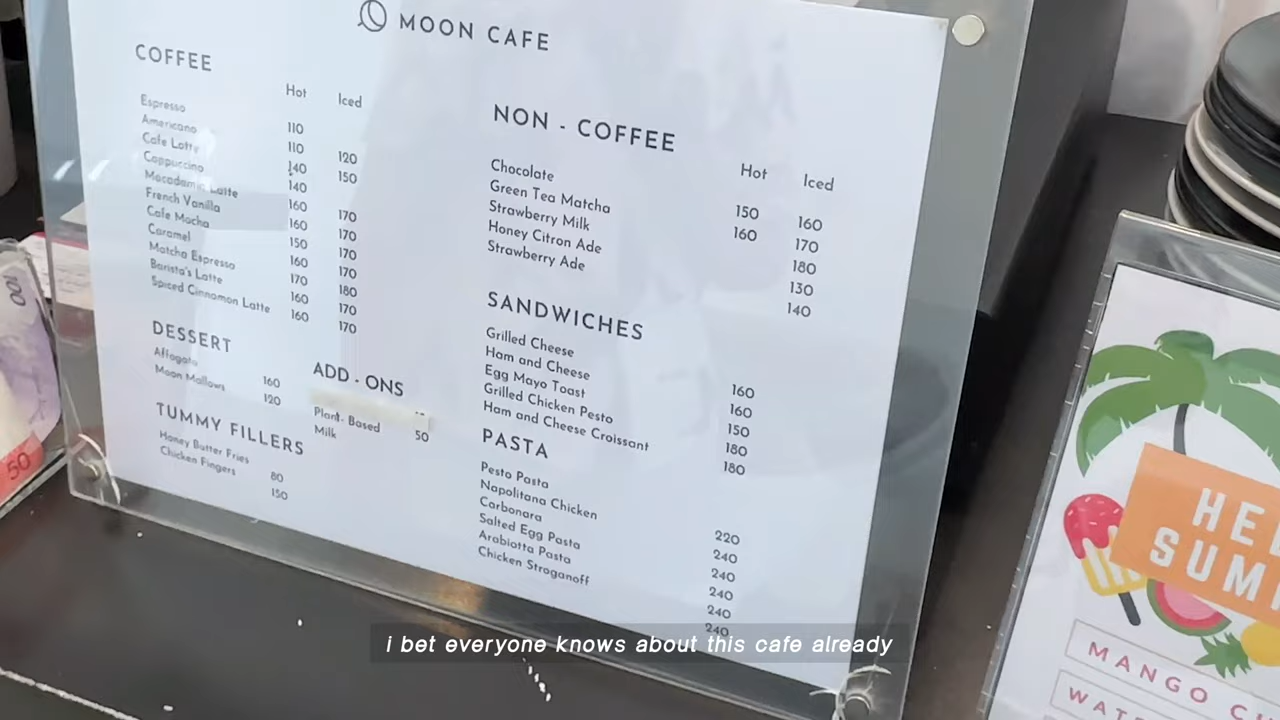 MOON CAFE
COFFEE
Hot Iced
Espresso 110
Americano 110 120
Cafe Latte 140 150
Cappuccino 140
Macadamia Latte 160 170
French Vanilla 160 170
Cafe Mocha 150 170
Caramel 160 170
Matcha Espresso 170 180
Barista's Latte 160 170
Spiced Cinnamon Latte 160 170
DESSERT
Affogato 160
Moon Mallows 120
TUMMY FILLERS
Honey Butter Fries 80
Chicken Fingers 150
ADD - ONS
Plant- Based 50
Milk
NON - COFFEE
Hot Iced
Chocolate 150 160
Green Tea Matcha 160 170
Strawberry Milk 180
Honey Citron Ade 130
Strawberry Ade 140
SANDWICHES
Grilled Cheese 160
Ham and Cheese 160
Egg Mayo Toast 150
Grilled Chicken Pesto 180
Ham and Cheese Croissant 180
PASTA
Pesto Pasta 220
Napolitana Chicken 240
Carbonara 240
Salted Egg Pasta 240
Arabiatta Pasta 240
Chicken Stroganoff 240
100
50
SUM
MANGO
i bet everyone knows about this cafe already